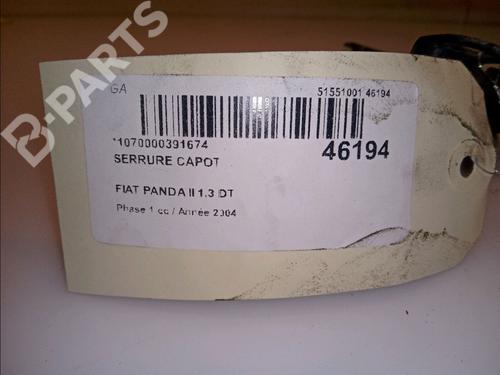 GA
51551001 46194
*1070000391674
46194
SERRURE CAPOT
FIAT PANDA II 1.3 DT
Phase 1 cc / Année 2004
B-PARTS